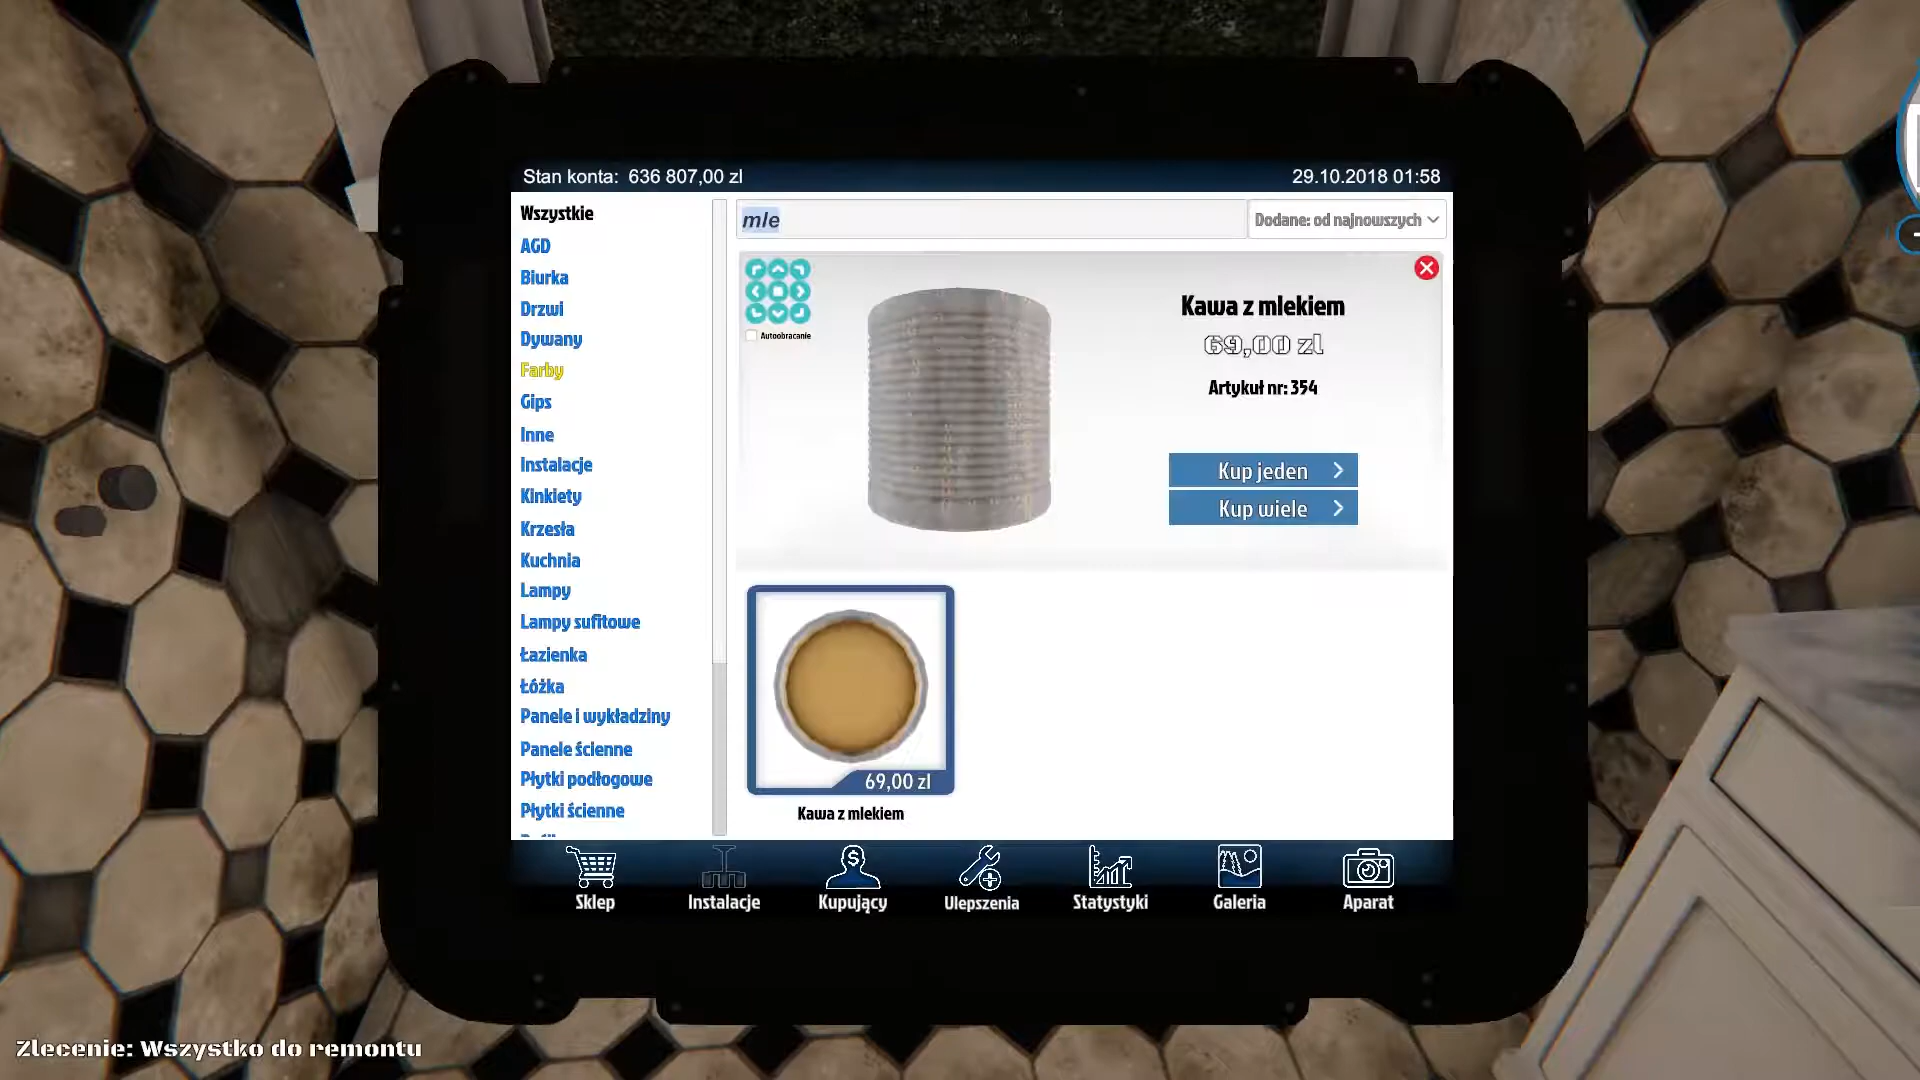 Stan konta: 636 807,00 zl
29.10.2018 01:58
Wszystkie
AGD
Biurka
Drzwi
Dywany
Farby
Gips
Inne
Instalacje
Kinkiety
Krzesła
Kuchnia
Lampy
Lampy sufitowe
Łazienka
Łóżka
Panele i wykładziny
Panele ścienne
Płytki podłogowe
Płytki ścienne
mle
Dodane: od najnowszych
Autoobracanie
Kawa z mlekiem
69,00 zl
Artykuł nr: 354
Kup jeden
Kup wiele
69,00 zl
Kawa z mlekiem
Sklep
Instalacje
Kupujący
Ulepszenia
Statystyki
Galeria
Aparat
Zlecenie: Wszystko do remontu